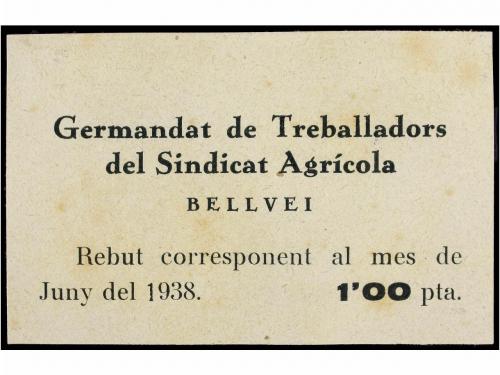 Germandat de Treballadors
del Sindicat Agrícola
BELLVEI
Rebut corresponent al mes de
Juny del 1938. 1'00 pta.